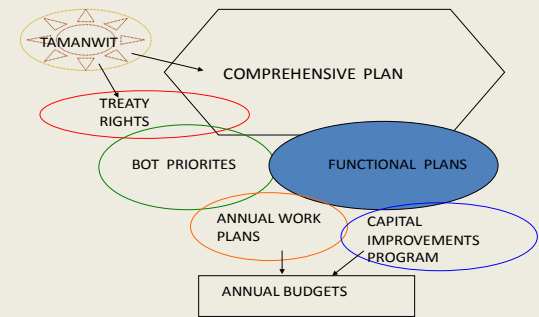 TAMANWIT
COMPREHENSIVE PLAN
TREATY
RIGHTS
BOT PRIORITES
FUNCTIONAL PLANS
ANNUAL WORK
PLANS
CAPITAL
IMPROVEMENTS
PROGRAM
ANNUAL BUDGETS